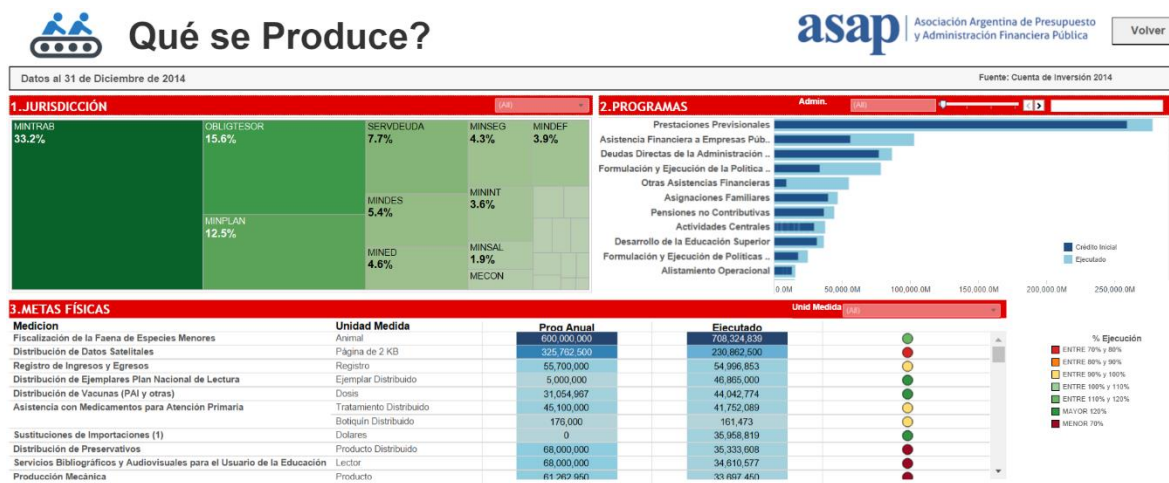 Qué se Produce?
asap
Asociación Argentina de Presupuesto
y Administración Financiera Pública
Volver
Datos al 31 de Diciembre de 2014
Fuente: Cuenta de Inversión 2014
1.JURISDICCIÓN
(All)
MINTRAB
33.2%
OBLIGTESOR
15.6%
MINPLAN
12.5%
SERVDEUDA
7.7%
MINDES
5.4%
MINED
4.6%
MINSEG
4.3%
MININT
3.6%
MINSAL
1.9%
MECON
MINDEF
3.9%
2.PROGRAMAS
Admin.
(All)
Prestaciones Previsionales
Asistencia Financiera a Empresas Púb..
Deudas Directas de la Administración ..
Formulación y Ejecución de la Política ..
Otras Asistencias Financieras
Asignaciones Familiares
Pensiones no Contributivas
Actividades Centrales
Desarrollo de la Educación Superior
Formulación y Ejecución de Políticas ..
Alistamiento Operacional
0.0M 50,000.0M 100,000.0M 150,000.0M 200,000.0M 250,000.0M
Crédito Inicial
Ejecutado
3.METAS FÍSICAS
Unid Medida (All)
Medicion Unidad Medida Prog Anual Ejecutado
Fiscalización de la Faena de Especies Menores Animal 600,000,000 708,324,839
Distribución de Datos Satelitales Página de 2 KB 325,762,500 230,862,500
Registro de Ingresos y Egresos Registro 55,700,000 54,996,853
Distribución de Ejemplares Plan Nacional de Lectura Ejemplar Distribuido 5,000,000 46,865,000
Distribución de Vacunas (PAI y otras) Dosis 31,054,967 44,042,774
Asistencia con Medicamentos para Atención Primaria Tratamiento Distribuido 45,100,000 41,752,089
Botiquín Distribuido 176,000 161,473
Sustituciones de Importaciones (1) Dolares 0 35,958,819
Distribución de Preservativos Producto Distribuido 68,000,000 35,333,608
Servicios Bibliográficos y Audiovisuales para el Usuario de la Educación Lector 68,000,000 34,610,577
Producción Mecánica Producto 61,262,950 33,697,450
% Ejecución
ENTRE 70% y 80%
ENTRE 80% y 90%
ENTRE 90% y 100%
ENTRE 100% y 110%
ENTRE 110% y 120%
MAYOR 120%
MENOR 70%